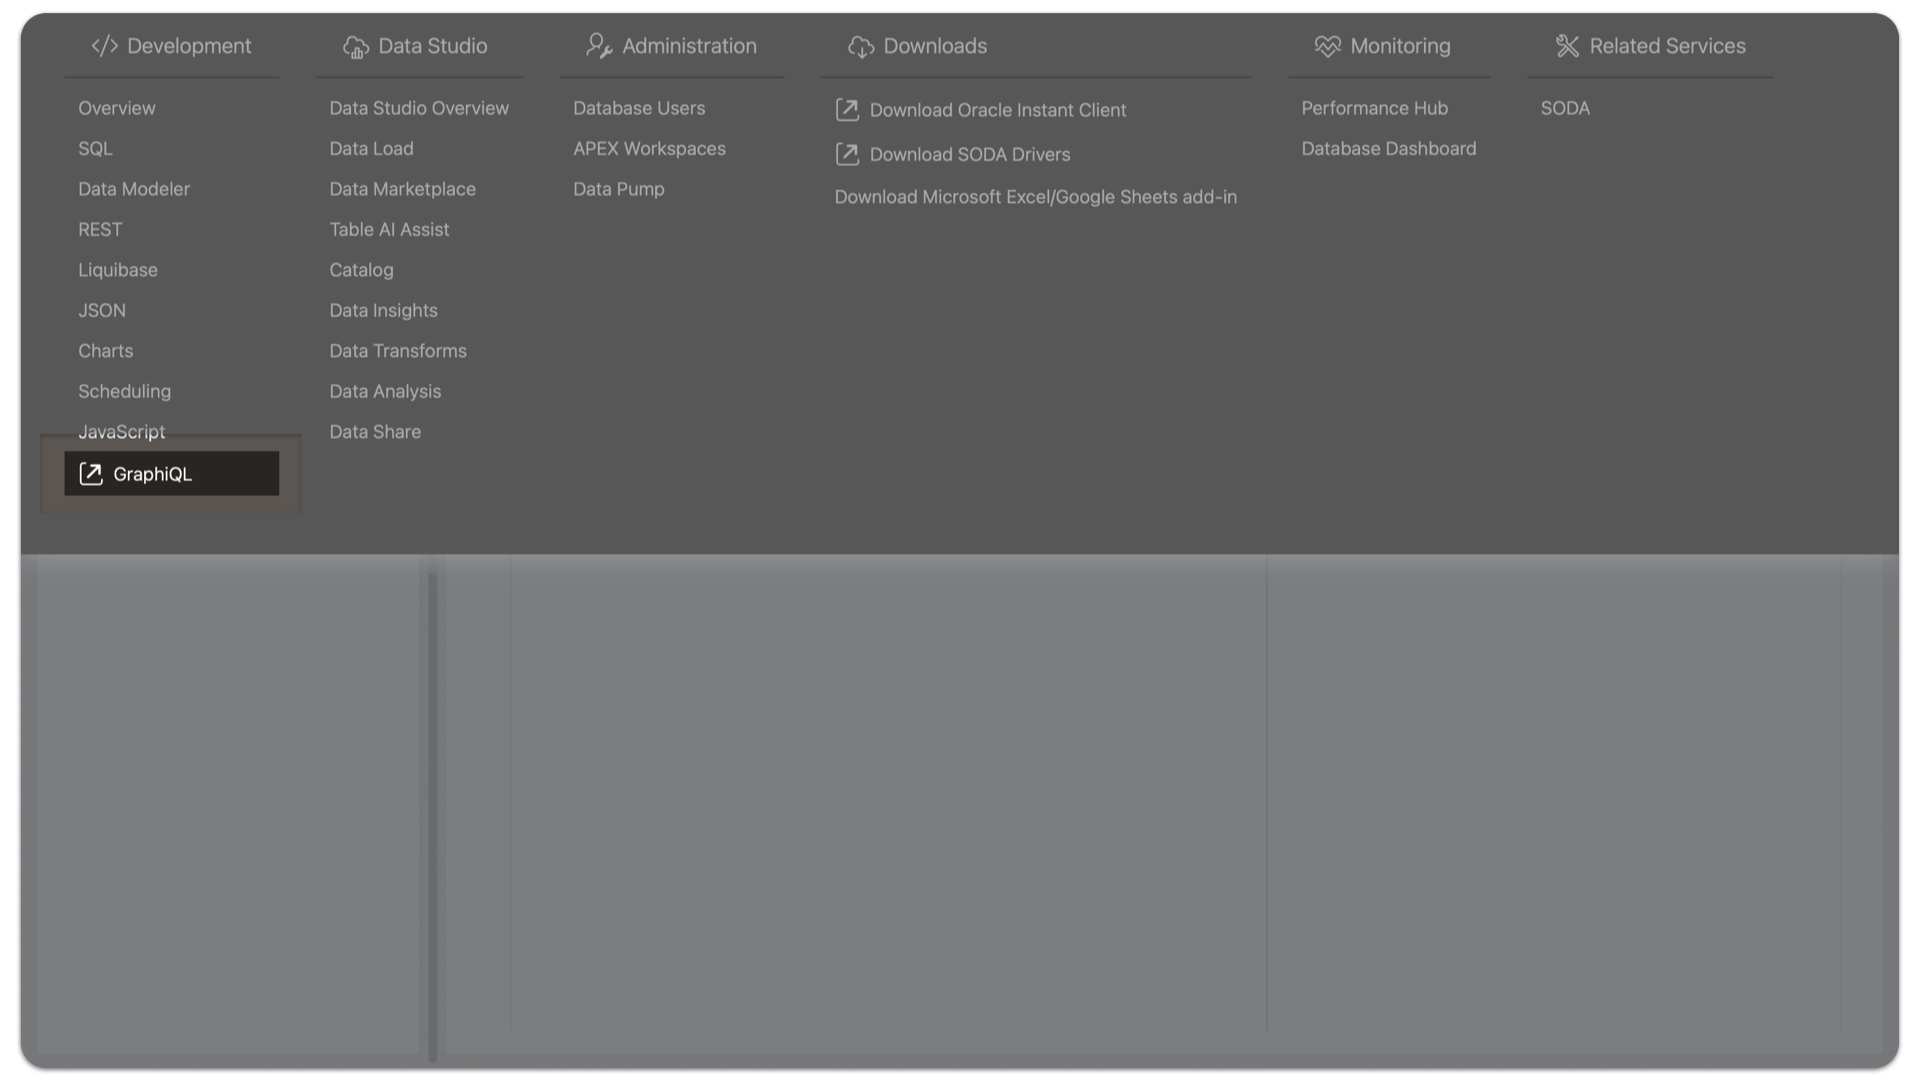 Development
Overview
SQL
Data Modeler
REST
Liquibase
JSON
Charts
Scheduling
JavaScript
GraphiQL
Data Studio
Data Studio Overview
Data Load
Data Marketplace
Table AI Assist
Catalog
Data Insights
Data Transforms
Data Analysis
Data Share
Administration
Database Users
APEX Workspaces
Data Pump
Downloads
Download Oracle Instant Client
Download SODA Drivers
Download Microsoft Excel/Google Sheets add-in
Monitoring
Performance Hub
Database Dashboard
Related Services
SODA